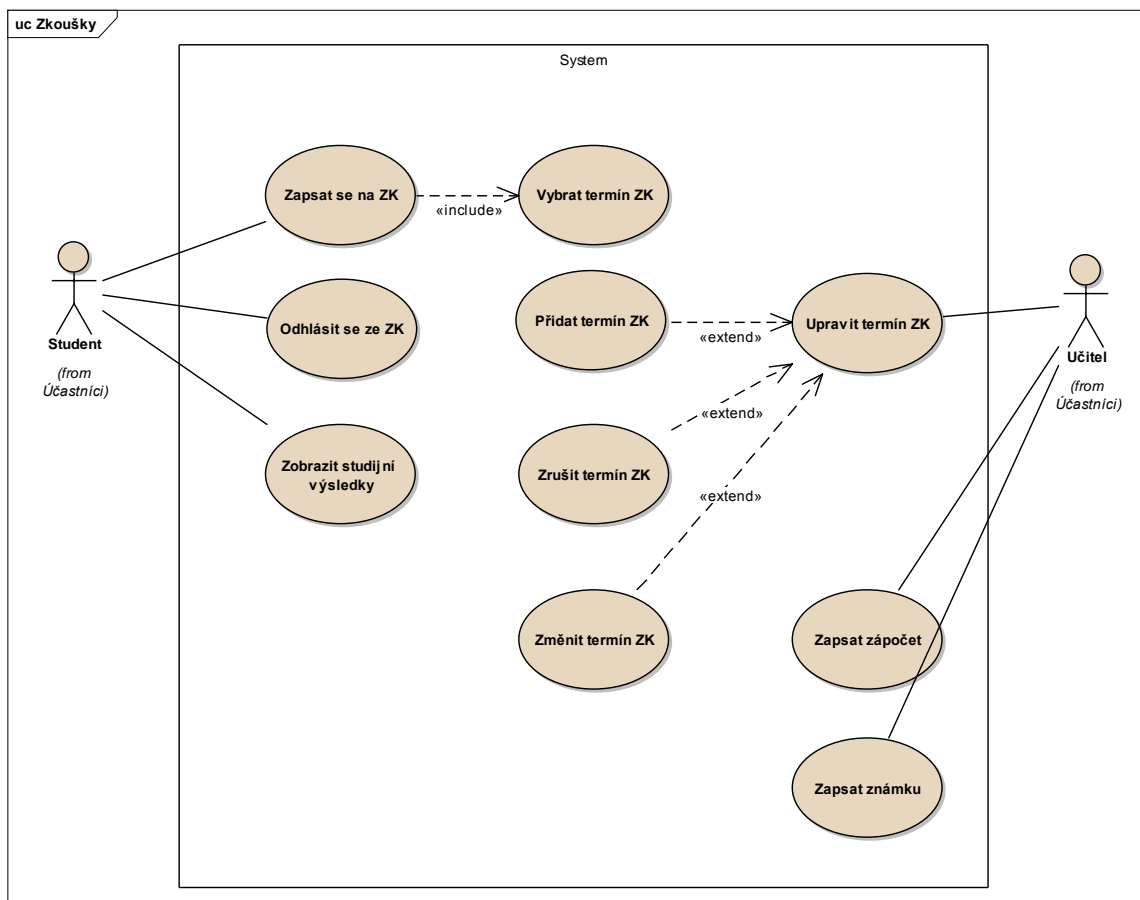 uc Zkoušky
System
Zapsat se na ZK
«include»
Vybrat termín ZK
Student
(from
Účastníci)
Odhlásit se ze ZK
Přidat termín ZK
«extend»
Upravit termín ZK
Učitel
(from
Účastníci)
Zobrazit studijní
výsledky
Zrušit termín ZK
«extend»
«extend»
Změnit termín ZK
Zapsat zápočet
Zapsat známku